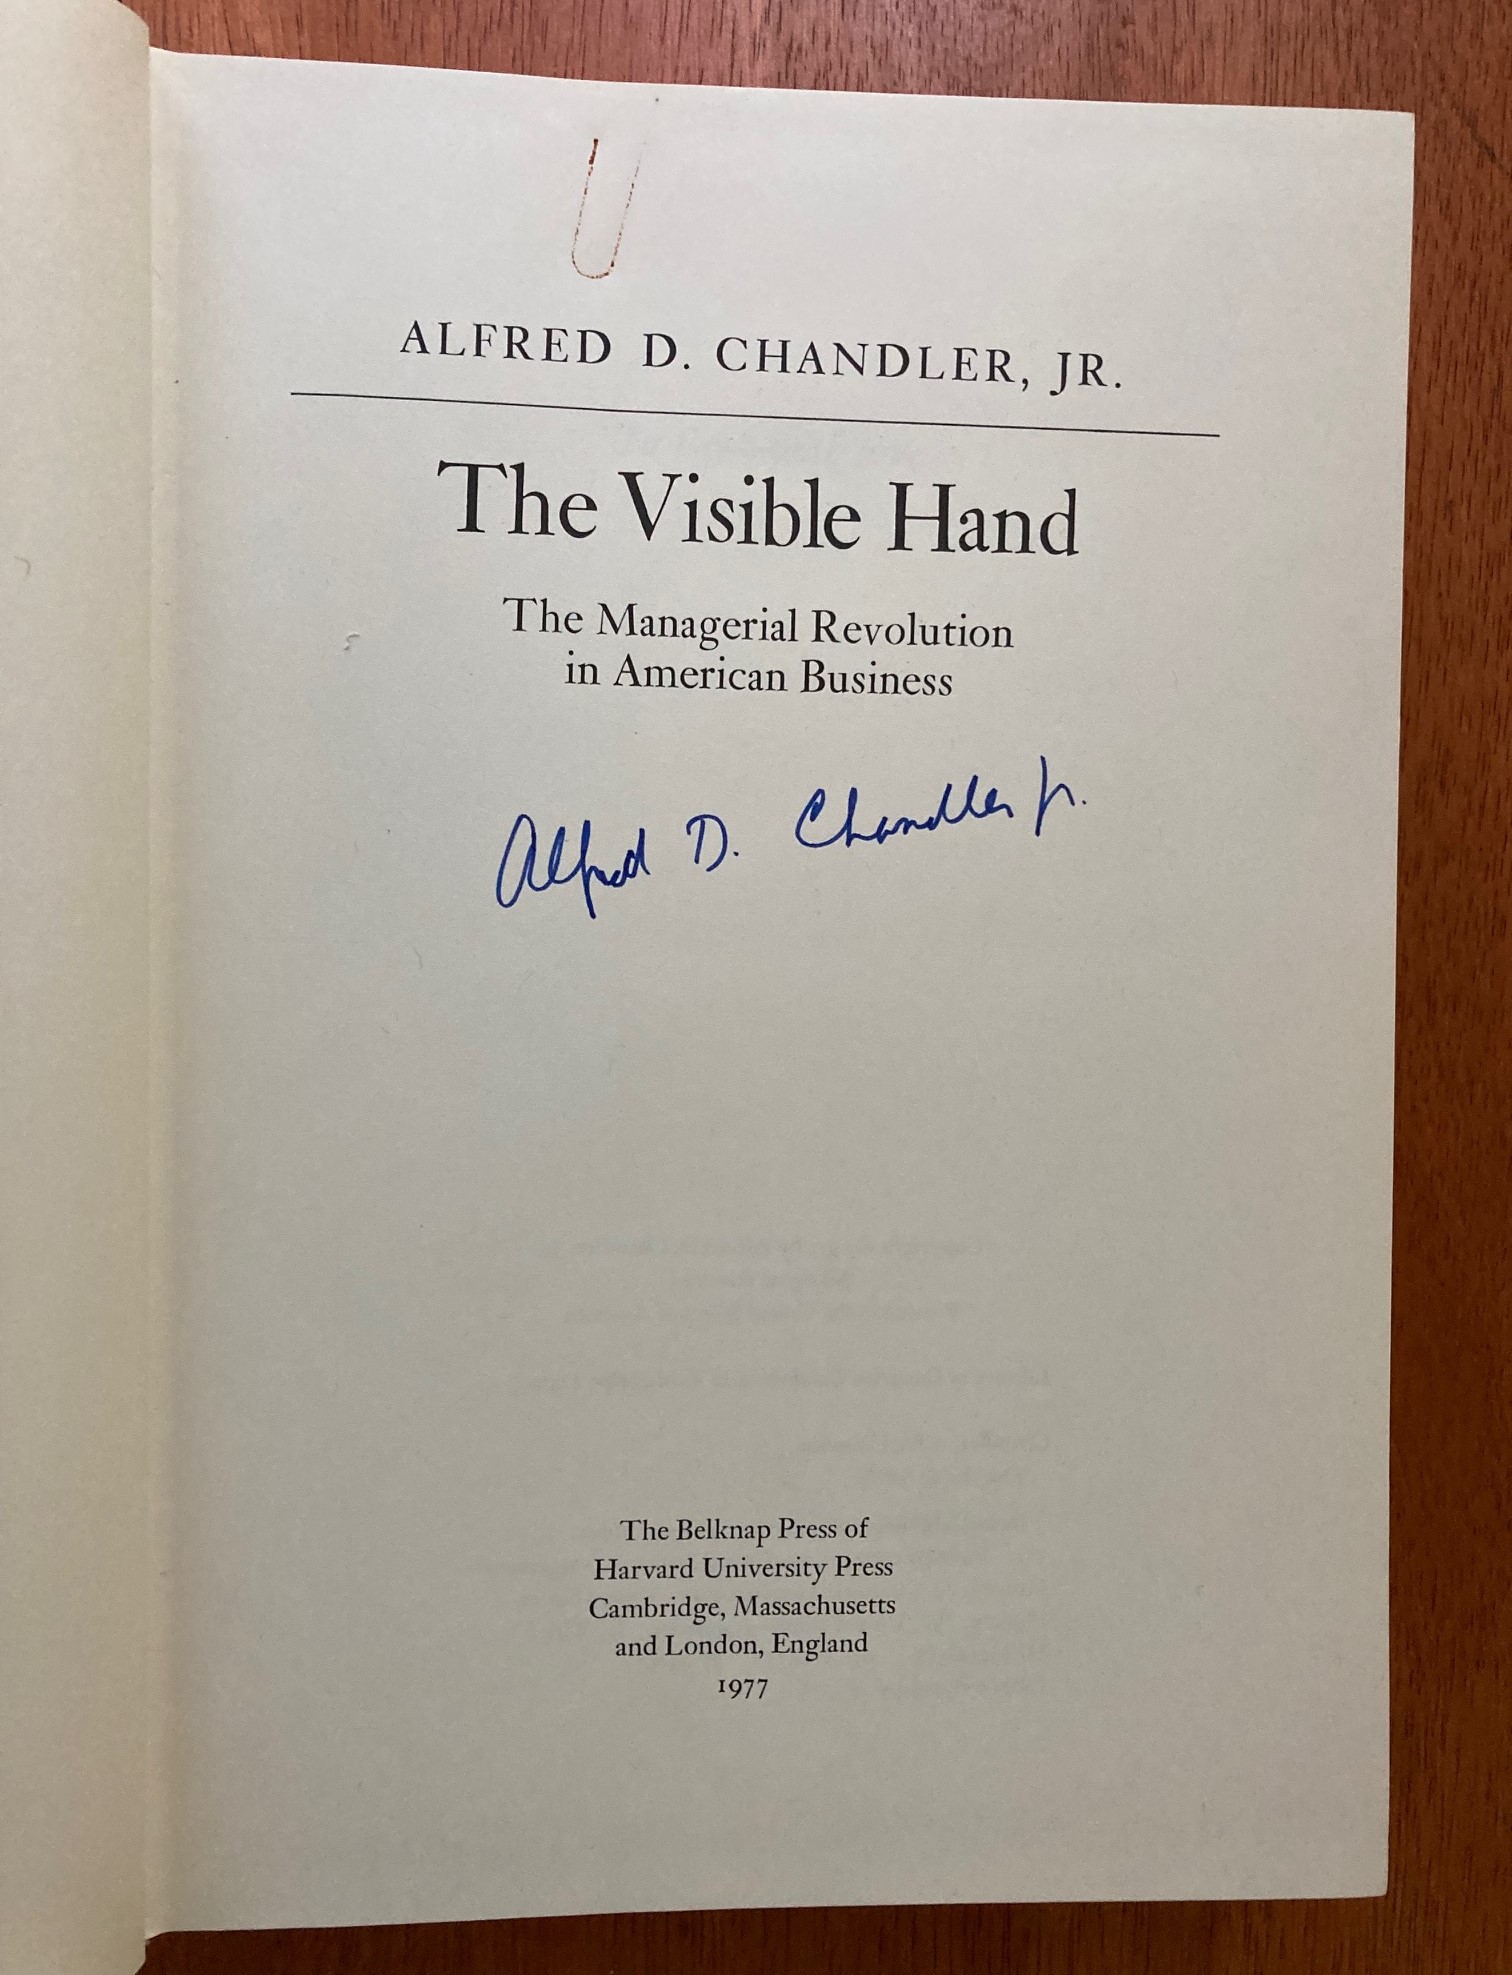 ALFRED D. CHANDLER, JR.
The Visible Hand
The Managerial Revolution
in American Business
Alfred D. Chandler Jr.
The Belknap Press of
Harvard University Press
Cambridge, Massachusetts
and London, England
1977